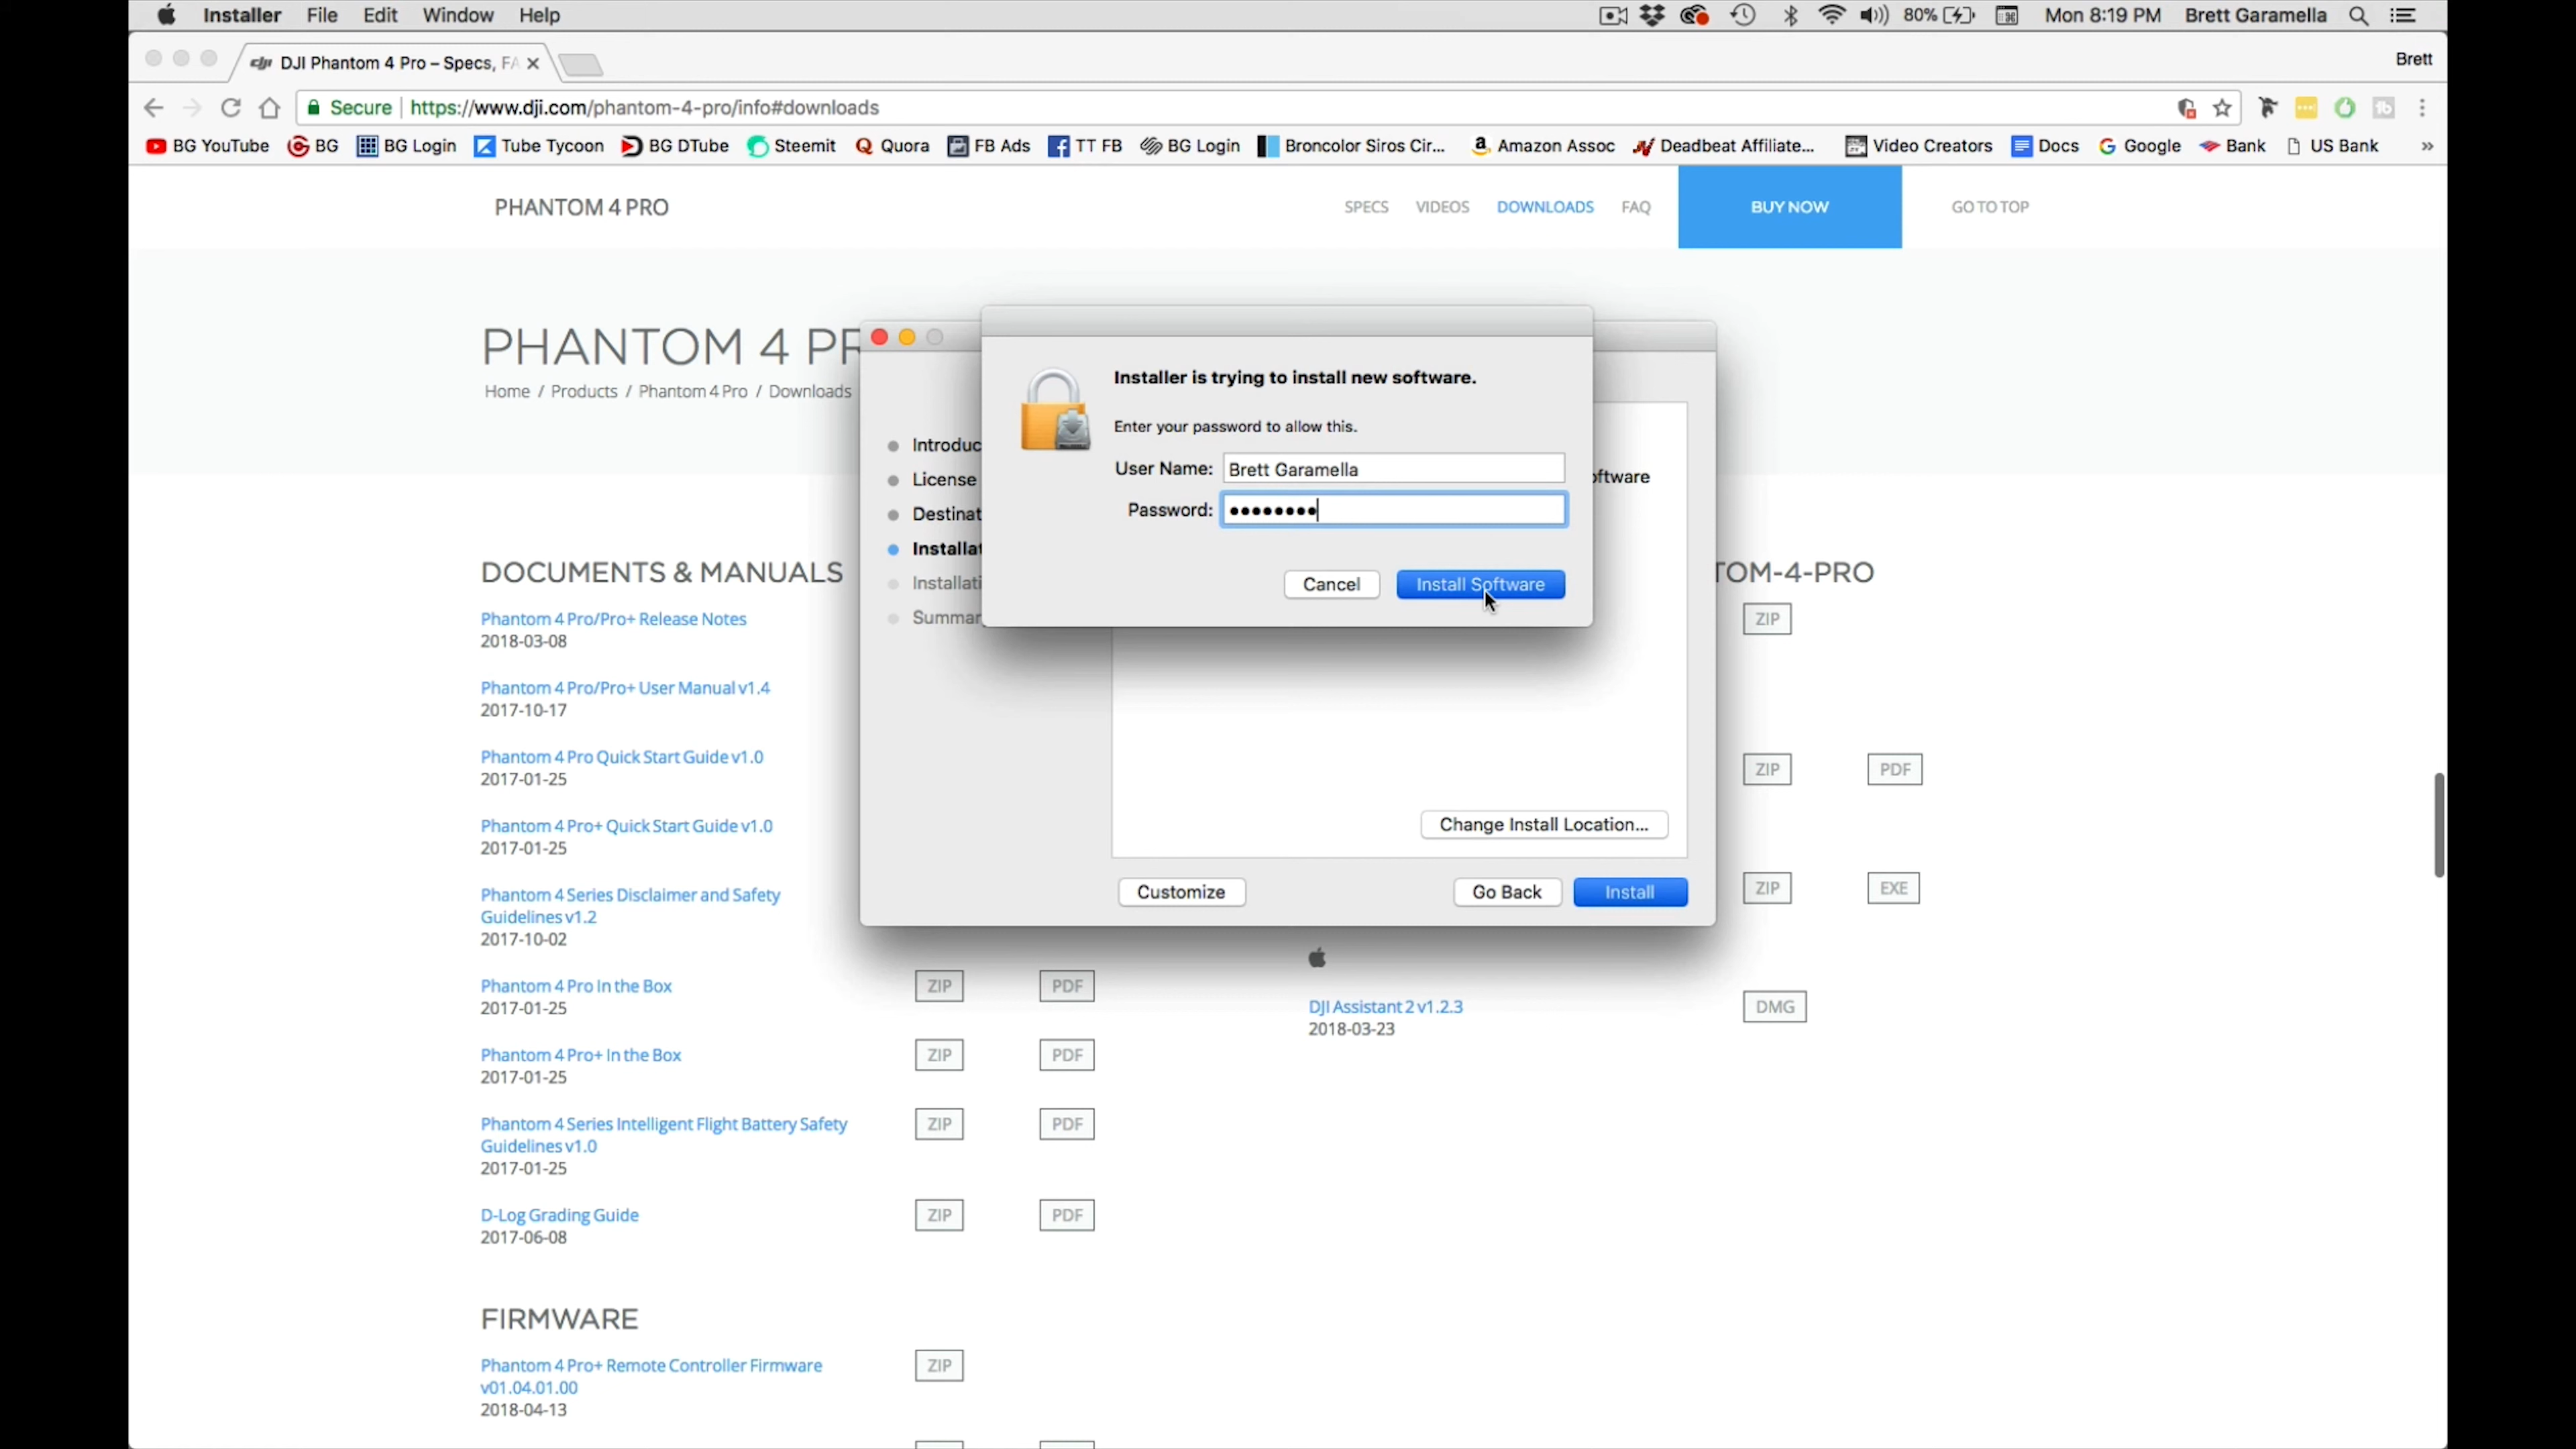 Installer File Edit Window Help 80% Mon 8:19 PM Brett Garamella
DJI Phantom 4 Pro – Specs, FA Brett
Secure https://www.dji.com/phantom-4-pro/info#downloads
BG YouTube BG BG Login Tube Tycoon BG DTube Steemit Quora FB Ads TT FB BG Login Broncolor Siros Cir... Amazon Assoc Deadbeat Affiliate... Video Creators Docs Google Bank US Bank »
PHANTOM 4 PRO SPECS VIDEOS DOWNLOADS FAQ BUY NOW GO TO TOP
PHANTOM 4 PR
Home / Products / Phantom 4 Pro / Downloads
Installer is trying to install new software.
Enter your password to allow this.
User Name: Brett Garamella
Password: ••••••••
Cancel Install Software
Introduc
License
Destinat
Installat
Installati
Summar
oftware
Change Install Location...
Customize Go Back Install
DOCUMENTS & MANUALS
Phantom 4 Pro/Pro+ Release Notes
2018-03-08
Phantom 4 Pro/Pro+ User Manual v1.4
2017-10-17
Phantom 4 Pro Quick Start Guide v1.0
2017-01-25
Phantom 4 Pro+ Quick Start Guide v1.0
2017-01-25
Phantom 4 Series Disclaimer and Safety
Guidelines v1.2
2017-10-02
Phantom 4 Pro In the Box ZIP PDF
2017-01-25
Phantom 4 Pro+ In the Box ZIP PDF
2017-01-25
Phantom 4 Series Intelligent Flight Battery Safety ZIP PDF
Guidelines v1.0
2017-01-25
D-Log Grading Guide ZIP PDF
2017-06-08
FIRMWARE
Phantom 4 Pro+ Remote Controller Firmware ZIP
v01.04.01.00
2018-04-13
TOM-4-PRO
ZIP
ZIP PDF
ZIP EXE
DJI Assistant 2 v1.2.3 DMG
2018-03-23